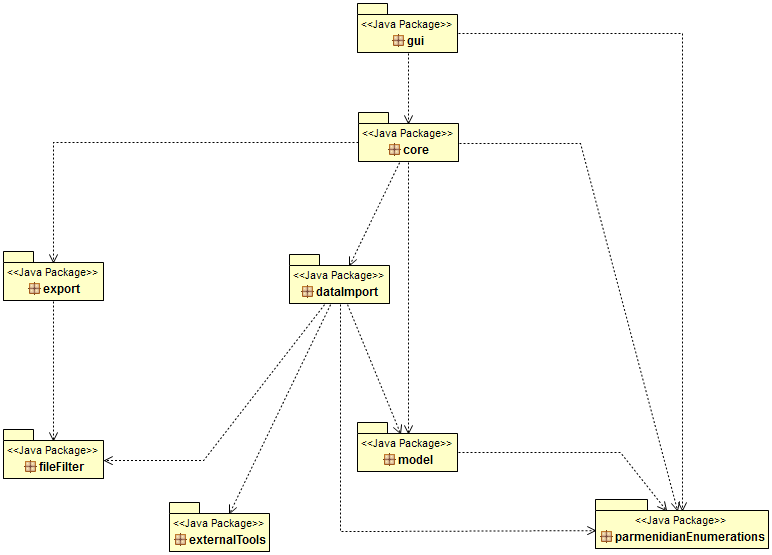 <<Java Package>>
gui
<<Java Package>>
core
<<Java Package>>
export
<<Java Package>>
dataImport
<<Java Package>>
fileFilter
<<Java Package>>
model
<<Java Package>>
externalTools
<<Java Package>>
parmenidianEnumerations